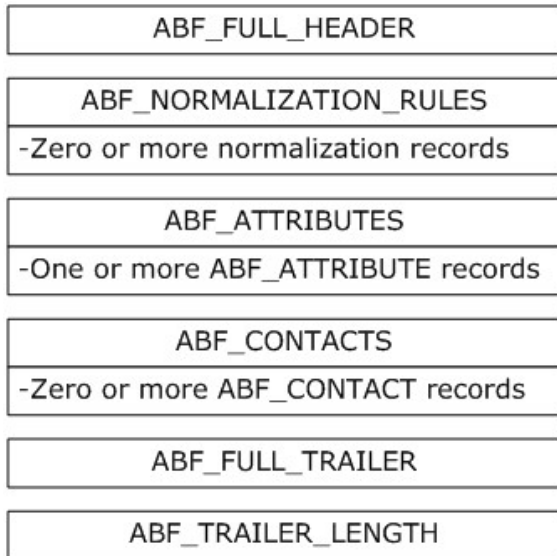 ABF_FULL_HEADER
ABF_NORMALIZATION_RULES
-Zero or more normalization records
ABF_ATTRIBUTES
-One or more ABF_ATTRIBUTE records
ABF_CONTACTS
-Zero or more ABF_CONTACT records
ABF_FULL_TRAILER
ABF_TRAILER_LENGTH